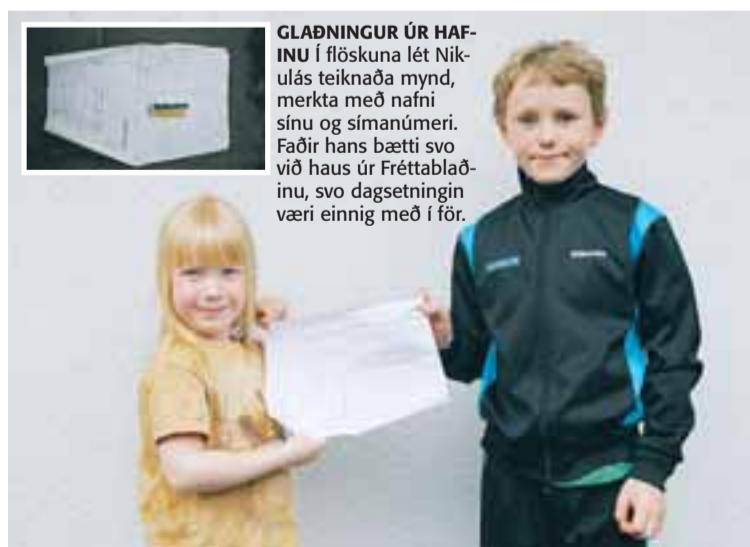 GLAÐNINGUR ÚR HAF-
INU Í flöskuna lét Nik-
ulás teiknaða mynd,
merkta með nafni
sínu og símanúmeri.
Faðir hans bætti svo
við haus úr Fréttablað-
inu, svo dagsetningin
væri einnig með í för.